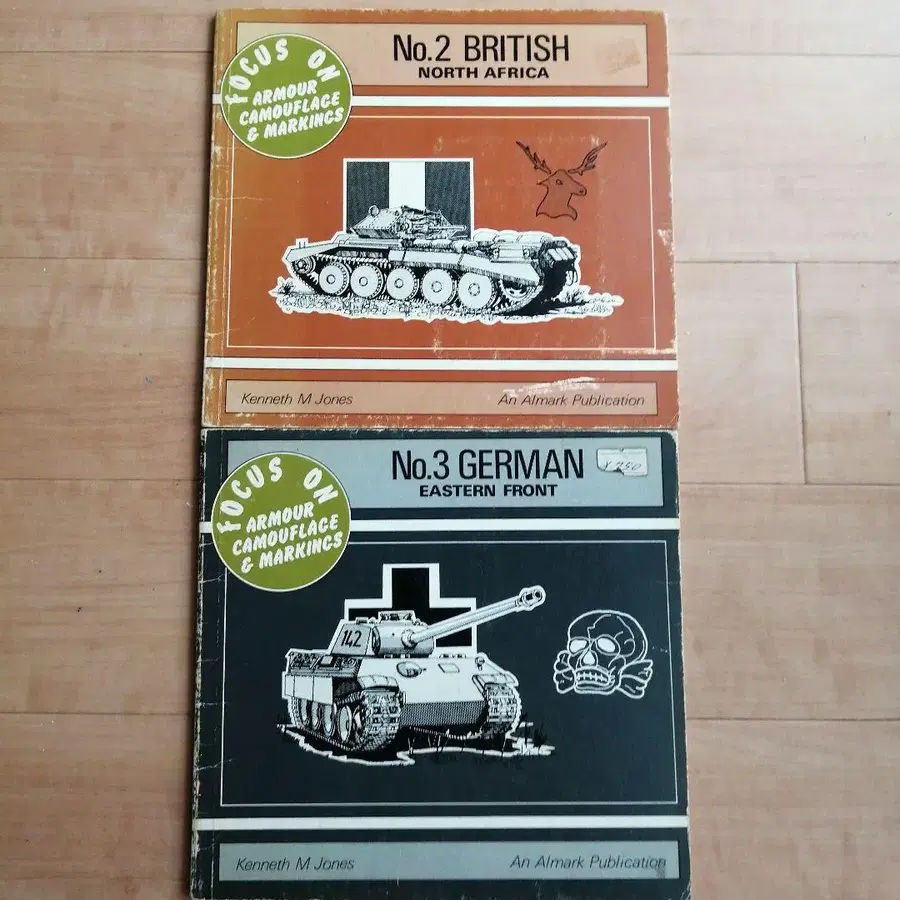 FOCUS ON
ARMOUR
CAMOUFLAGE
& MARKINGS
No.2 BRITISH
NORTH AFRICA
Kenneth M Jones
An Almark Publication
FOCUS ON
ARMOUR
CAMOUFLAGE
& MARKINGS
No.3 GERMAN
EASTERN FRONT
¥250
142
Kenneth M Jones
An Almark Publication